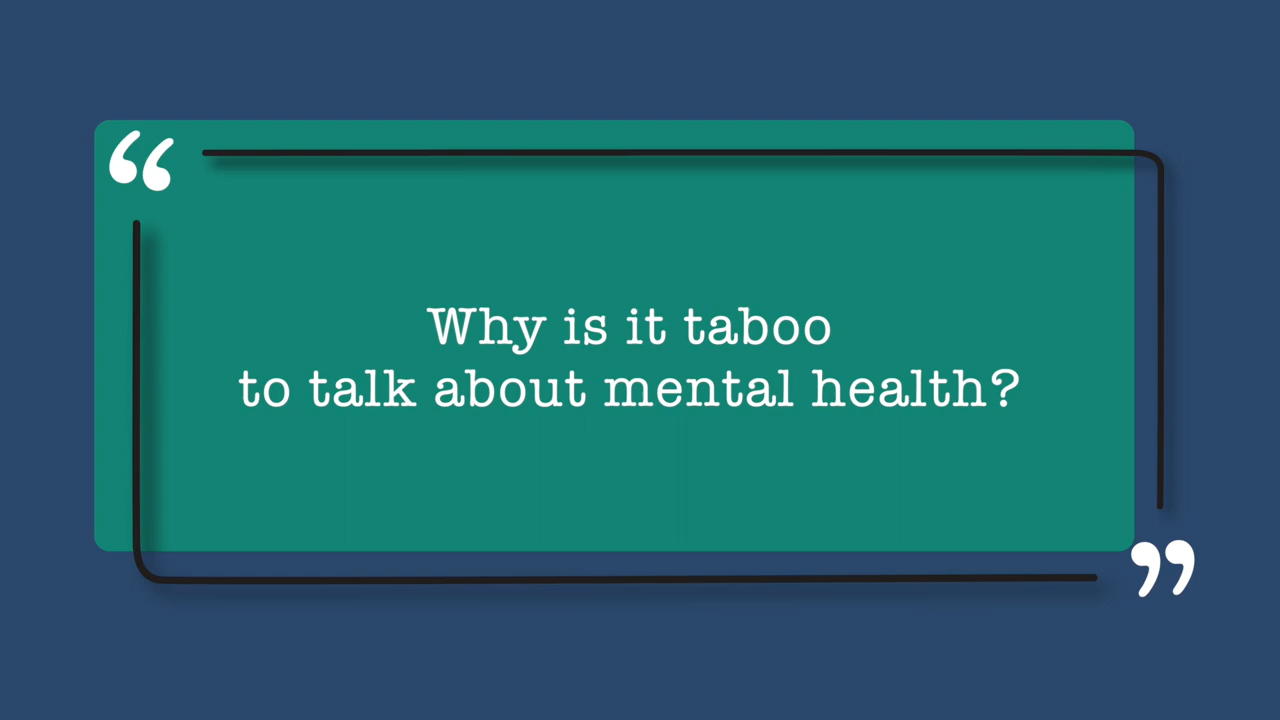 “
Why is it taboo
to talk about mental health?
”